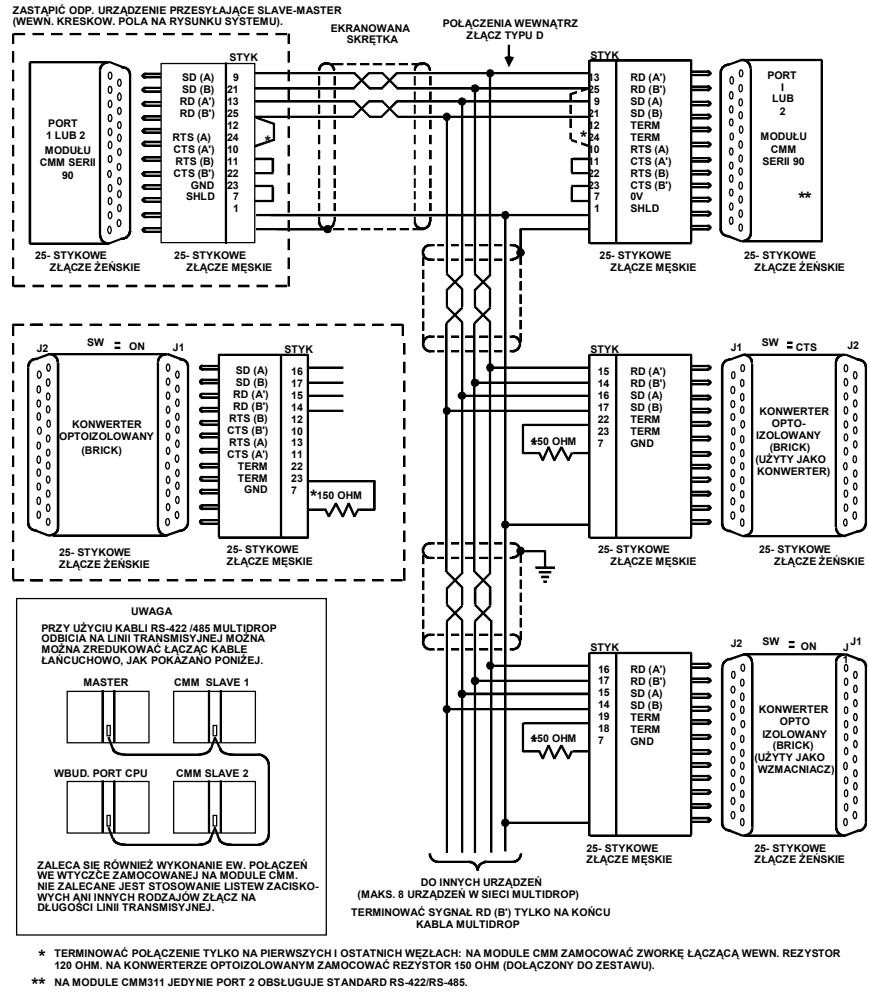 ZASTĄPIĆ ODP. URZĄDZENIE PRZESYŁAJĄCE SLAVE-MASTER
(WEWN. KRESKOW. POLA NA RYSUNKU SYSTEMU).
EKRANOWANA
SKRĘTKA
POŁĄCZENIA WEWNĄTRZ
ZŁĄCZ TYPU D
PORT
1 LUB 2
MODUŁU
CMM SERII
90
STYK
SD (A) 9
SD (B) 21
RD (A') 13
RD (B') 25
12
RTS (A) 24
CTS (A') 10
RTS (B) 11
CTS (B') 22
GND 23
SHLD 7
1
*
25- STYKOWE
ZŁĄCZE ŻEŃSKIE
25- STYKOWE
ZŁĄCZE MĘSKIE
STYK
13 RD (A')
25 RD (B')
9 SD (A)
21 SD (B)
12 TERM
24 TERM
10 RTS (A)
11 CTS (A')
22 RTS (B)
23 CTS (B')
7 0V
1 SHLD
*
PORT
I
LUB
2
MODUŁU
CMM
SERII 90
**
25- STYKOWE
ZŁĄCZE MĘSKIE
25- STYKOWE
ZŁĄCZE ŻEŃSKIE
J2 SW = ON J1
KONWERTER
OPTOIZOLOWANY
(BRICK)
STYK
SD (A) 16
SD (B) 17
RD (A') 15
RD (B') 14
RTS (B) 12
CTS (B') 10
RTS (A) 13
CTS (A') 11
TERM 22
TERM 23
GND 7
*150 OHM
25- STYKOWE
ZŁĄCZE ŻEŃSKIE
25- STYKOWE
ZŁĄCZE MĘSKIE
STYK
15 RD (A')
14 RD (B')
16 SD (A)
17 SD (B)
22 TERM
23 TERM
7 GND
*150 OHM
J1 SW = CTS J2
KONWERTER
OPTO-
IZOLOWANY
(BRICK)
(UŻYTY JAKO
KONWERTER)
25- STYKOWE
ZŁĄCZE MĘSKIE
25- STYKOWE
ZŁĄCZE ŻEŃSKIE
UWAGA
PRZY UŻYCIU KABLI RS-422 /485 MULTIDROP
ODBICIA NA LINII TRANSMISYJNEJ MOŻNA
MOŻNA ZREDUKOWAĆ ŁĄCZĄC KABLE
ŁAŃCUCHOWO, JAK POKAZANO PONIŻEJ.
MASTER CMM SLAVE 1
WBUD. PORT CPU CMM SLAVE 2
ZALECA SIĘ RÓWNIEŻ WYKONANIE EW. POŁĄCZEŃ
WE WTYCZCE ZAMOCOWANEJ NA MODULE CMM.
NIE ZALECANE JEST STOSOWANIE LISTEW ZACISKO-
WYCH ANI INNYCH RODZAJÓW ZŁĄCZ NA
DŁUGOŚCI LINII TRANSMISYJNEJ.
STYK
16 RD (A')
17 RD (B')
15 SD (A)
14 SD (B)
19 TERM
18 TERM
7 GND
*150 OHM
J2 SW = ON J1
J
1
KONWERTER
OPTO
IZOLOWANY
(BRICK)
(UŻYTY JAKO
WZMACNIACZ)
25- STYKOWE
ZŁĄCZE MĘSKIE
25- STYKOWE
ZŁĄCZE ŻEŃSKIE
DO INNYCH URZĄDZEŃ
(MAKS. 8 URZĄDZEŃ W SIECI MULTIDROP)
TERMINOWAĆ SYGNAŁ RD (B') TYLKO NA KOŃCU
KABLA MULTIDROP
* TERMINOWAĆ POŁĄCZENIE TYLKO NA PIERWSZYCH I OSTATNICH WĘZŁACH: NA MODULE CMM ZAMOCOWAĆ ZWORKĘ ŁĄCZĄCĄ WEWN. REZYSTOR
120 OHM. NA KONWERTERZE OPTOIZOLOWANYM ZAMOCOWAĆ REZYSTOR 150 OHM (DOŁĄCZONY DO ZESTAWU).
** NA MODULE CMM311 JEDYNIE PORT 2 OBSŁUGUJE STANDARD RS-422/RS-485.